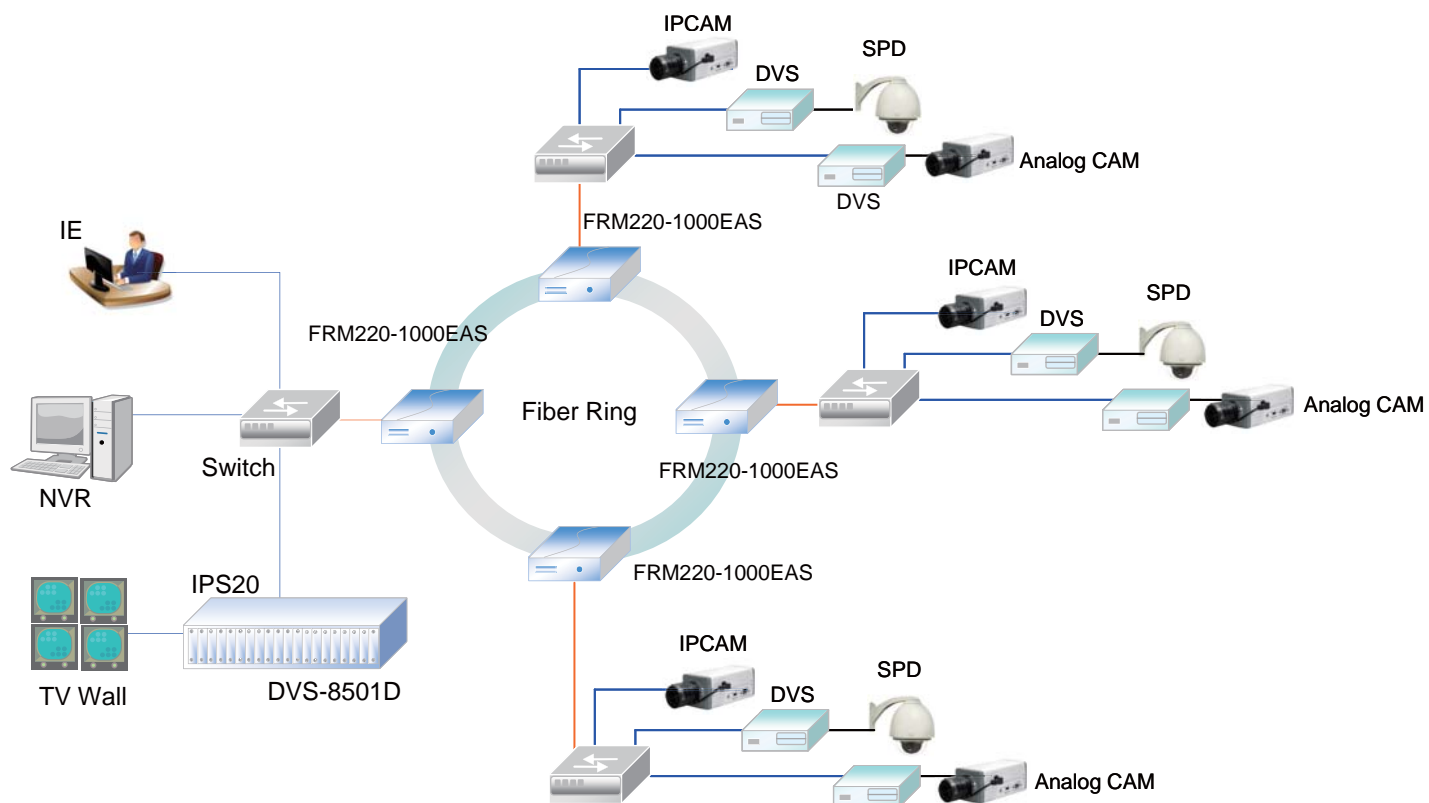 IPCAM
SPD
DVS
Analog CAM
DVS
FRM220-1000EAS
IE
IPCAM
SPD
DVS
FRM220-1000EAS
Fiber Ring
Analog CAM
Switch
FRM220-1000EAS
NVR
FRM220-1000EAS
IPS20
TV Wall
DVS-8501D
IPCAM
SPD
DVS
Analog CAM